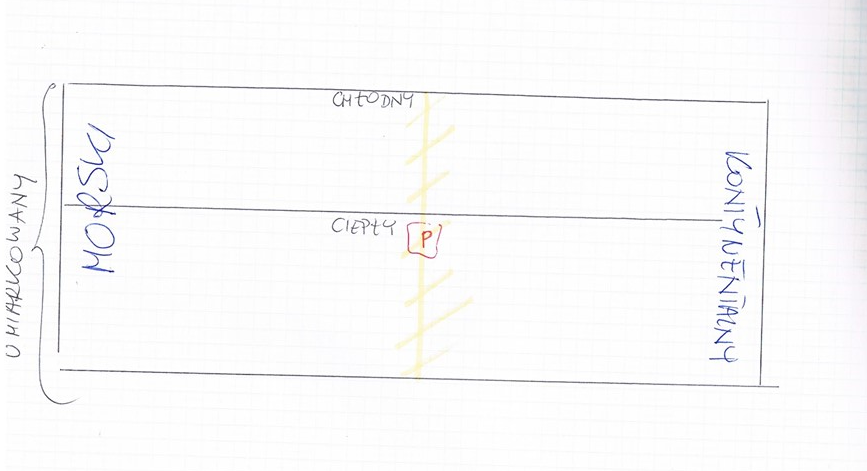 CHŁODNY
UMIARKOWANY
MORSKI
KONTYNENTALNY
CIEPŁY
P